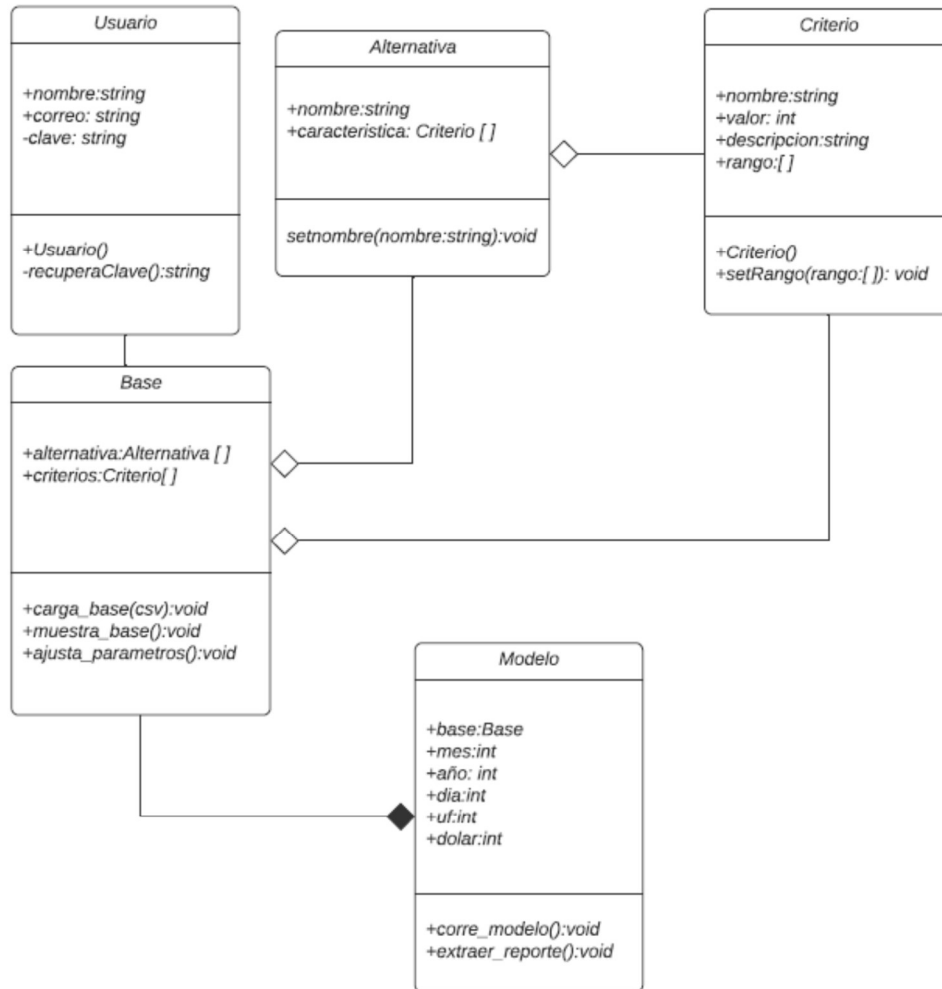 Usuario
+nombre:string
+correo: string
-clave: string
+Usuario()
-recuperaClave():string
Alternativa
+nombre:string
+caracteristica: Criterio [ ]
setnombre(nombre:string):void
Criterio
+nombre:string
+valor: int
+descripcion:string
+rango:[ ]
+Criterio()
+setRango(rango:[ ]): void
Base
+alternativa:Alternativa [ ]
+criterios:Criterio[ ]
+carga_base(csv):void
+muestra_base():void
+ajusta_parametros():void
Modelo
+base:Base
+mes:int
+año: int
+dia:int
+uf:int
+dolar:int
+corre_modelo():void
+extraer_reporte():void